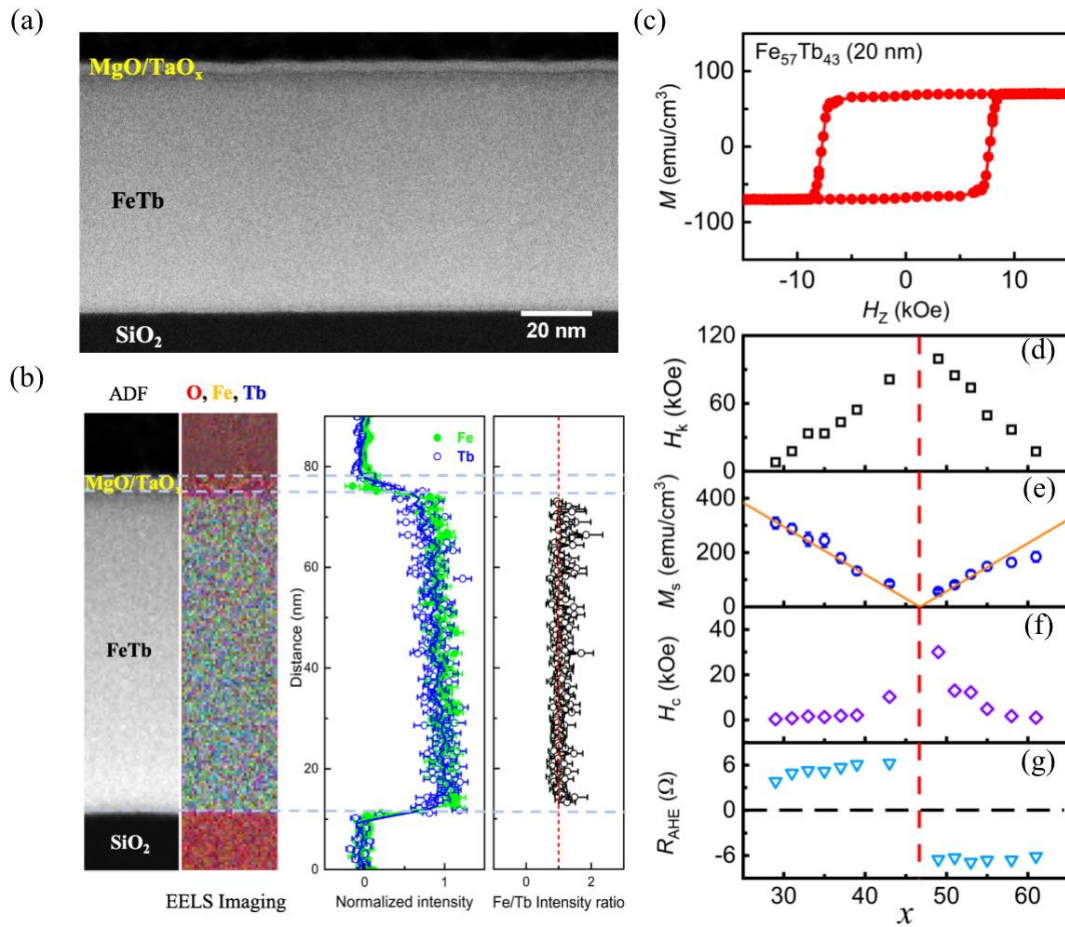 (a)
MgO/TaOx
FeTb
SiO2
20 nm
(b)
ADF
O, Fe, Tb
MgO/TaOx
FeTb
SiO2
EELS Imaging
Distance (nm)
80
60
40
20
0
Fe
Tb
0
1
Normalized intensity
0
1
2
Fe/Tb Intensity ratio
(c)
Fe57Tb43 (20 nm)
M (emu/cm3)
100
0
-100
-10
0
10
HZ (kOe)
(d)
Hk (kOe)
120
60
0
(e)
Ms (emu/cm3)
400
200
0
(f)
Hc (kOe)
40
20
0
(g)
RAHE (Ω)
6
0
-6
30
40
50
60
x